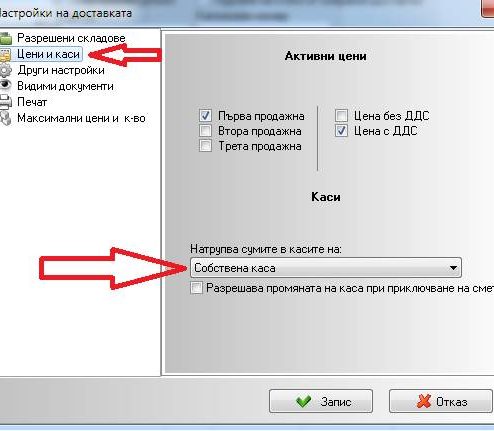 Настройки на доставката
Разрешени складове
Цени и каси
Други настройки
Видими документи
Печат
Максимални цени и к-во
Активни цени
Първа продажна
Втора продажна
Трета продажна
Цена без ДДС
Цена с ДДС
Каси
Натрупва сумите в касите на:
Собствена каса
Разрешава промяната на каса при приключване на смет
Запис
Отказ